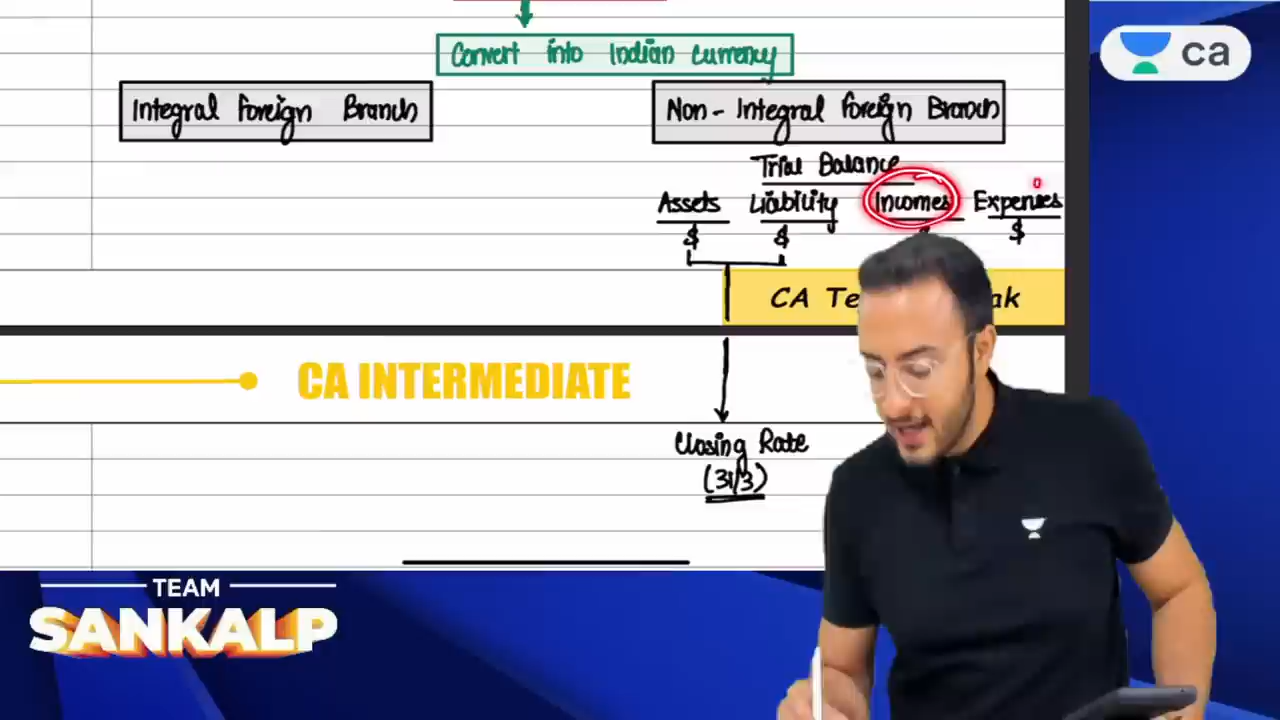 Convert into Indian Currency
ca
Integral Foreign Branch
Non-Integral Foreign Branch
Trial Balance
Assets Liability Incomes Expenses
$ $ $
CA
CA INTERMEDIATE
Closing Rate
(31/3)
TEAM
SANKALP